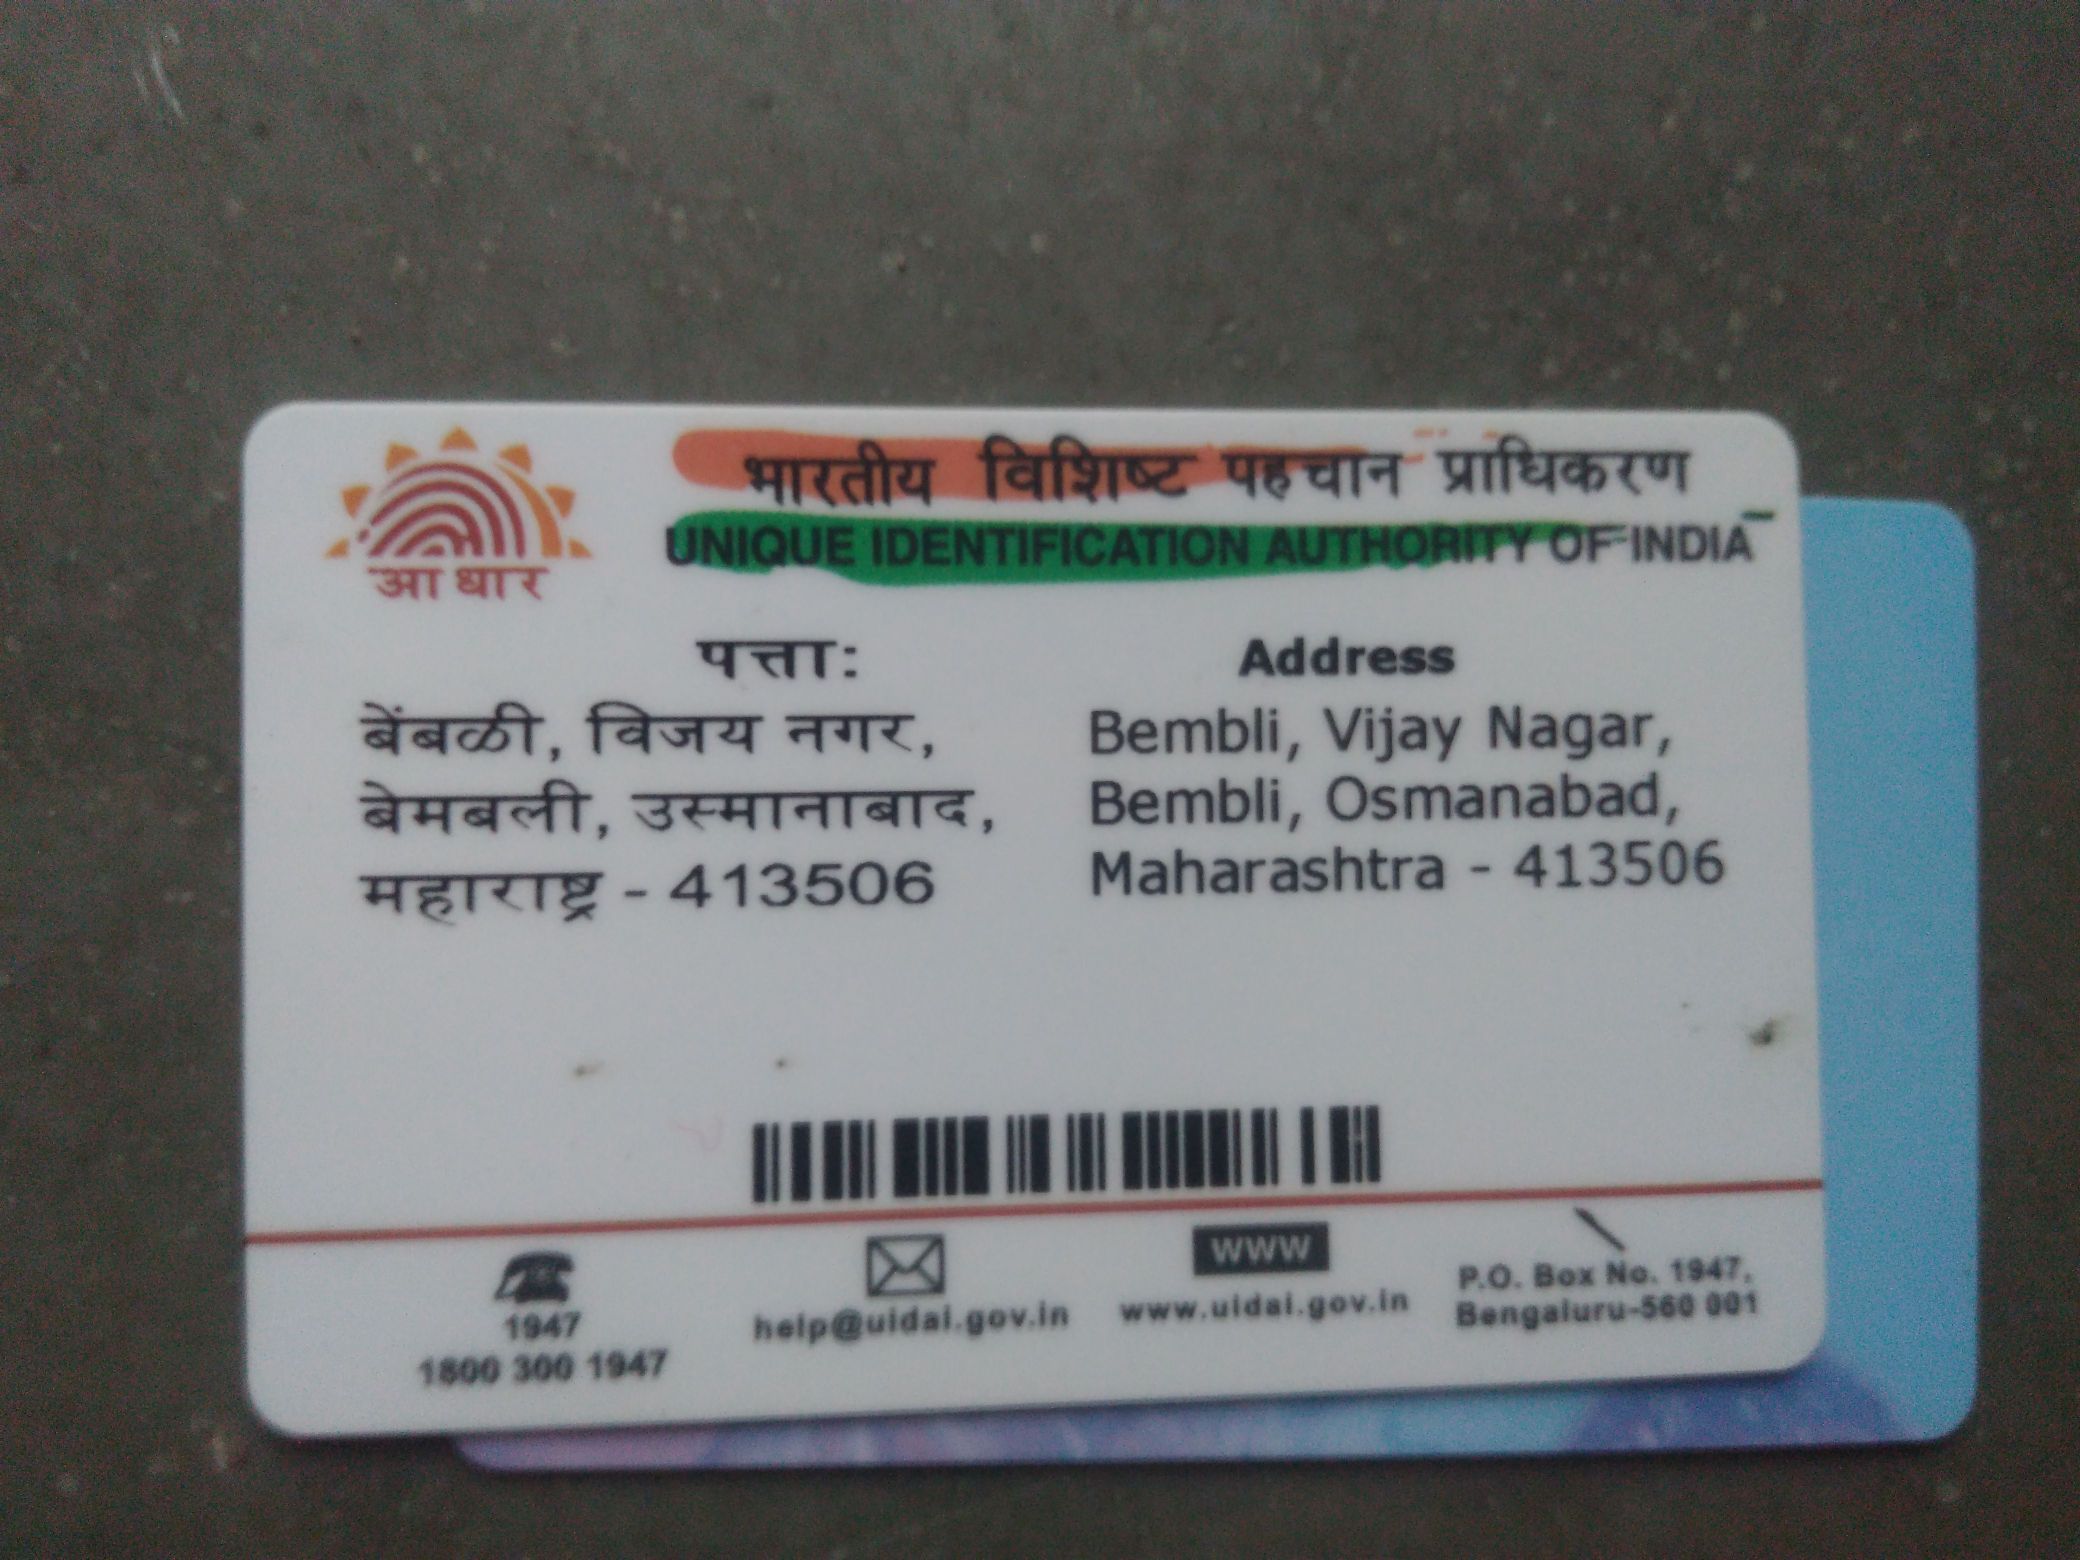 भारतीय विशिष्ट पहचान प्राधिकरण
UNIQUE IDENTIFICATION AUTHORITY OF INDIA
आधार
पत्ता:
बेंबळी, विजय नगर,
बेमबली, उस्मानाबाद,
महाराष्ट्र - 413506
Address
Bembli, Vijay Nagar,
Bembli, Osmanabad,
Maharashtra - 413506
1947
1800 300 1947
help@uidai.gov.in
WWW
www.uidai.gov.in
P.O. Box No. 1947,
Bengaluru-560 001